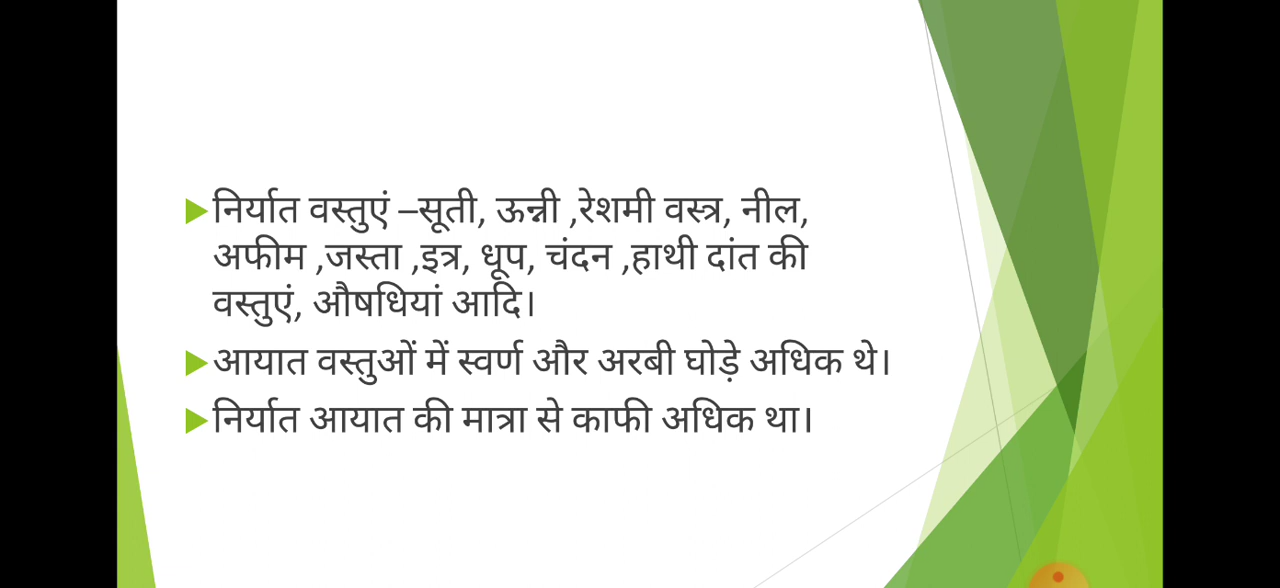 निर्यात वस्तुएं –सूती, ऊन्नी ,रेशमी वस्त्र, नील,
अफीम ,जस्ता ,इत्र, धूप, चंदन ,हाथी दांत की
वस्तुएं, औषधियां आदि।
आयात वस्तुओं में स्वर्ण और अरबी घोड़े अधिक थे।
निर्यात आयात की मात्रा से काफी अधिक था।